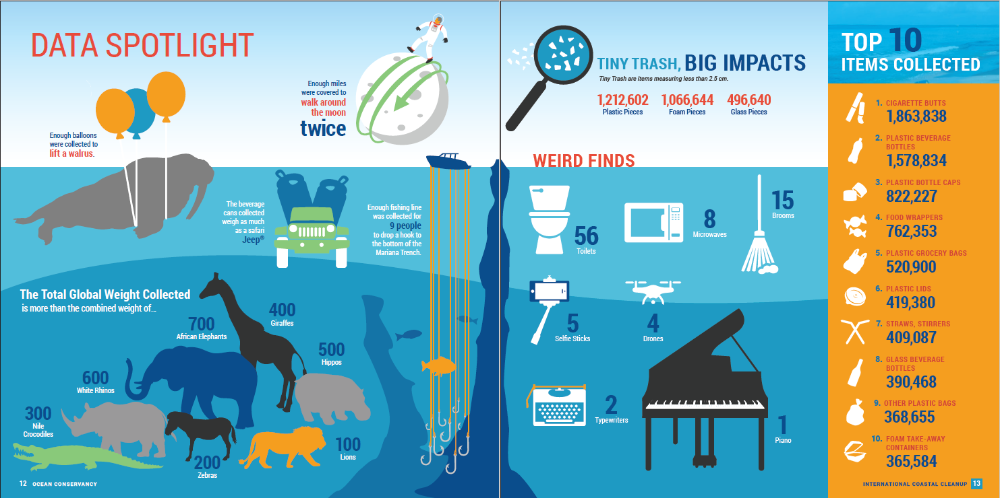 DATA SPOTLIGHT
Enough balloons
were collected to
lift a walrus.
Enough miles
were covered to
walk around
the moon
twice
The beverage
cans collected
weigh as much
as a safari
Jeep®
Enough fishing line
was collected for
9 people
to drop a hook to
the bottom of the
Mariana Trench.
The Total Global Weight Collected
is more than the combined weight of...
400
Giraffes
700
African Elephants
500
Hippos
600
White Rhinos
300
Nile
Crocodiles
100
Lions
200
Zebras
12 OCEAN CONSERVANCY
TINY TRASH, BIG IMPACTS
Tiny Trash are items measuring less than 2.5 cm.
1,212,602
Plastic Pieces
1,066,644
Foam Pieces
496,640
Glass Pieces
WEIRD FINDS
56
Toilets
8
Microwaves
15
Brooms
5
Selfie Sticks
4
Drones
2
Typewriters
1
Piano
TOP 10
ITEMS COLLECTED
1. CIGARETTE BUTTS
1,863,838
2. PLASTIC BEVERAGE
BOTTLES
1,578,834
3. PLASTIC BOTTLE CAPS
822,227
4. FOOD WRAPPERS
762,353
5. PLASTIC GROCERY BAGS
520,900
6. PLASTIC LIDS
419,380
7. STRAWS, STIRRERS
409,087
8. GLASS BEVERAGE
BOTTLES
390,468
9. OTHER PLASTIC BAGS
368,655
10. FOAM TAKE-AWAY
CONTAINERS
365,584
INTERNATIONAL COASTAL CLEANUP 13